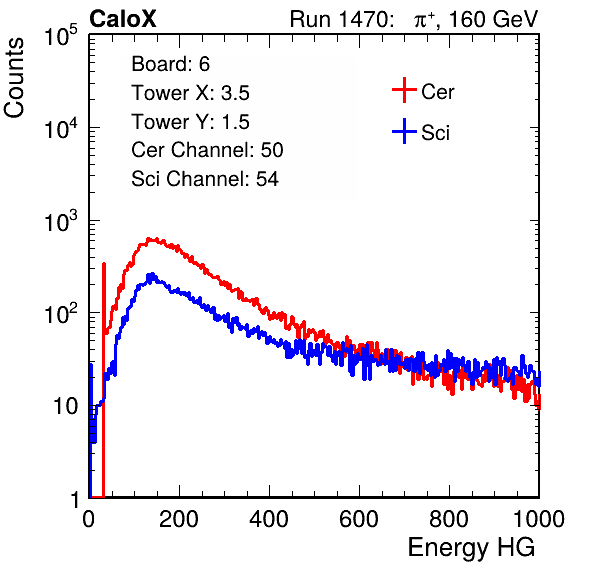 CaloX Run 1470: π⁺, 160 GeV
Counts
10⁵
10⁴
10³
10²
10
1
Board: 6
Tower X: 3.5
Tower Y: 1.5
Cer Channel: 50
Sci Channel: 54
Cer
Sci
0 200 400 600 800 1000
Energy HG